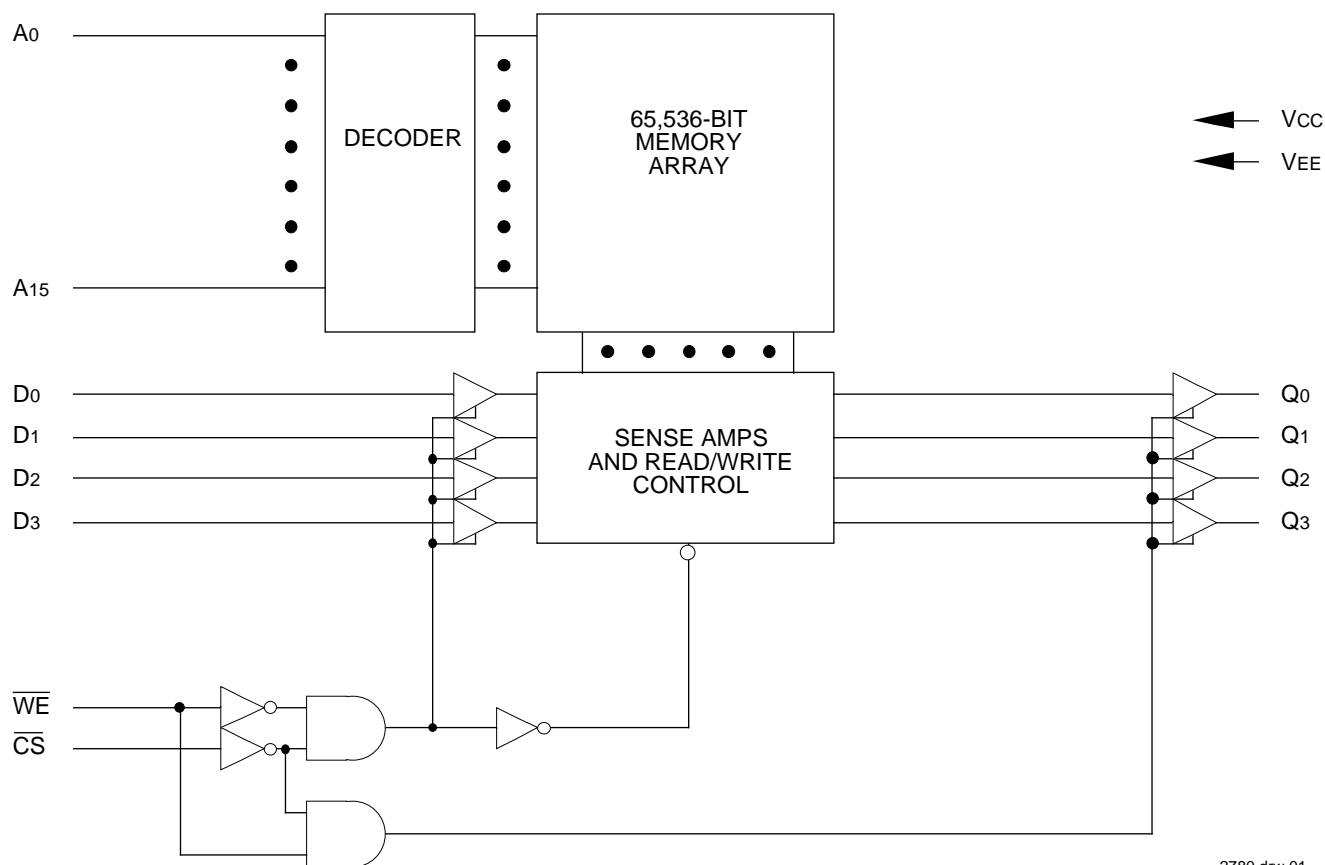 A0
DECODER
65,536-BIT
MEMORY
ARRAY
VCC
VEE
A15
D0
D1
D2
D3
SENSE AMPS
AND READ/WRITE
CONTROL
Q0
Q1
Q2
Q3
WE
CS